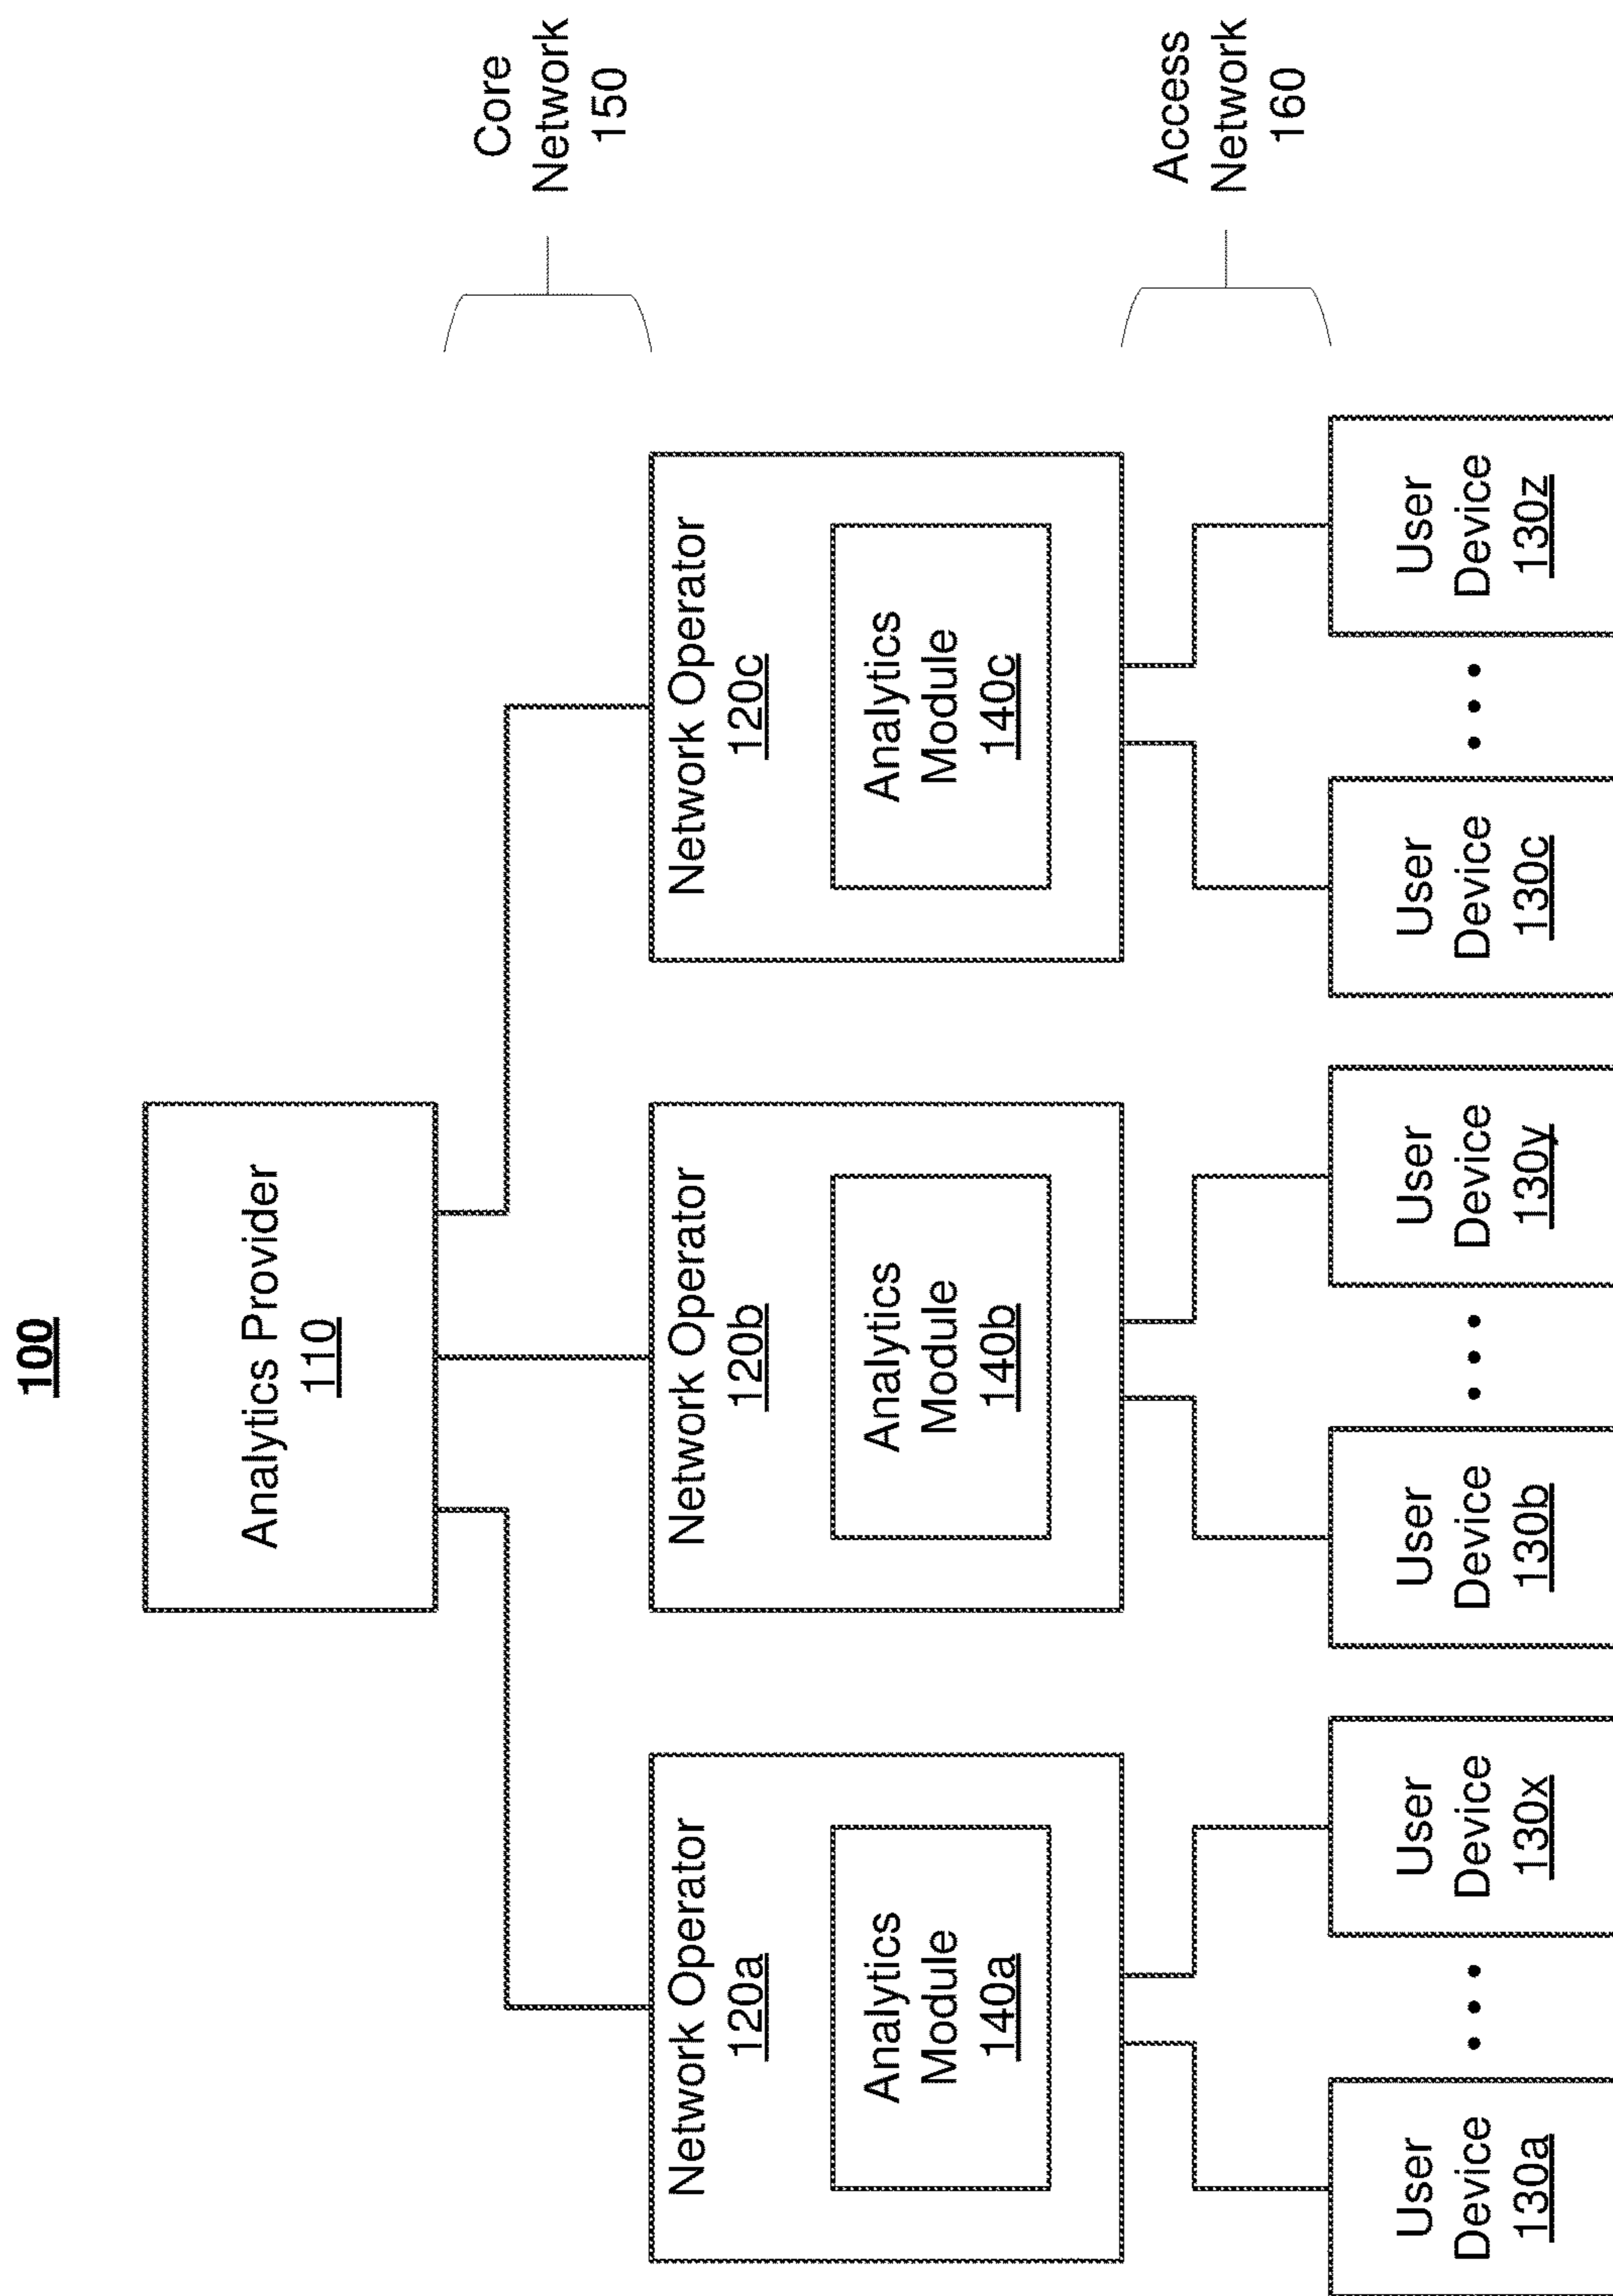 100
Analytics Provider
110
Core
Network
150
Network Operator
120a
Analytics
Module
140a
Network Operator
120b
Analytics
Module
140b
Network Operator
120c
Analytics
Module
140c
Access
Network
160
User
Device
130a
User
Device
130x
User
Device
130b
User
Device
130y
User
Device
130c
User
Device
130z